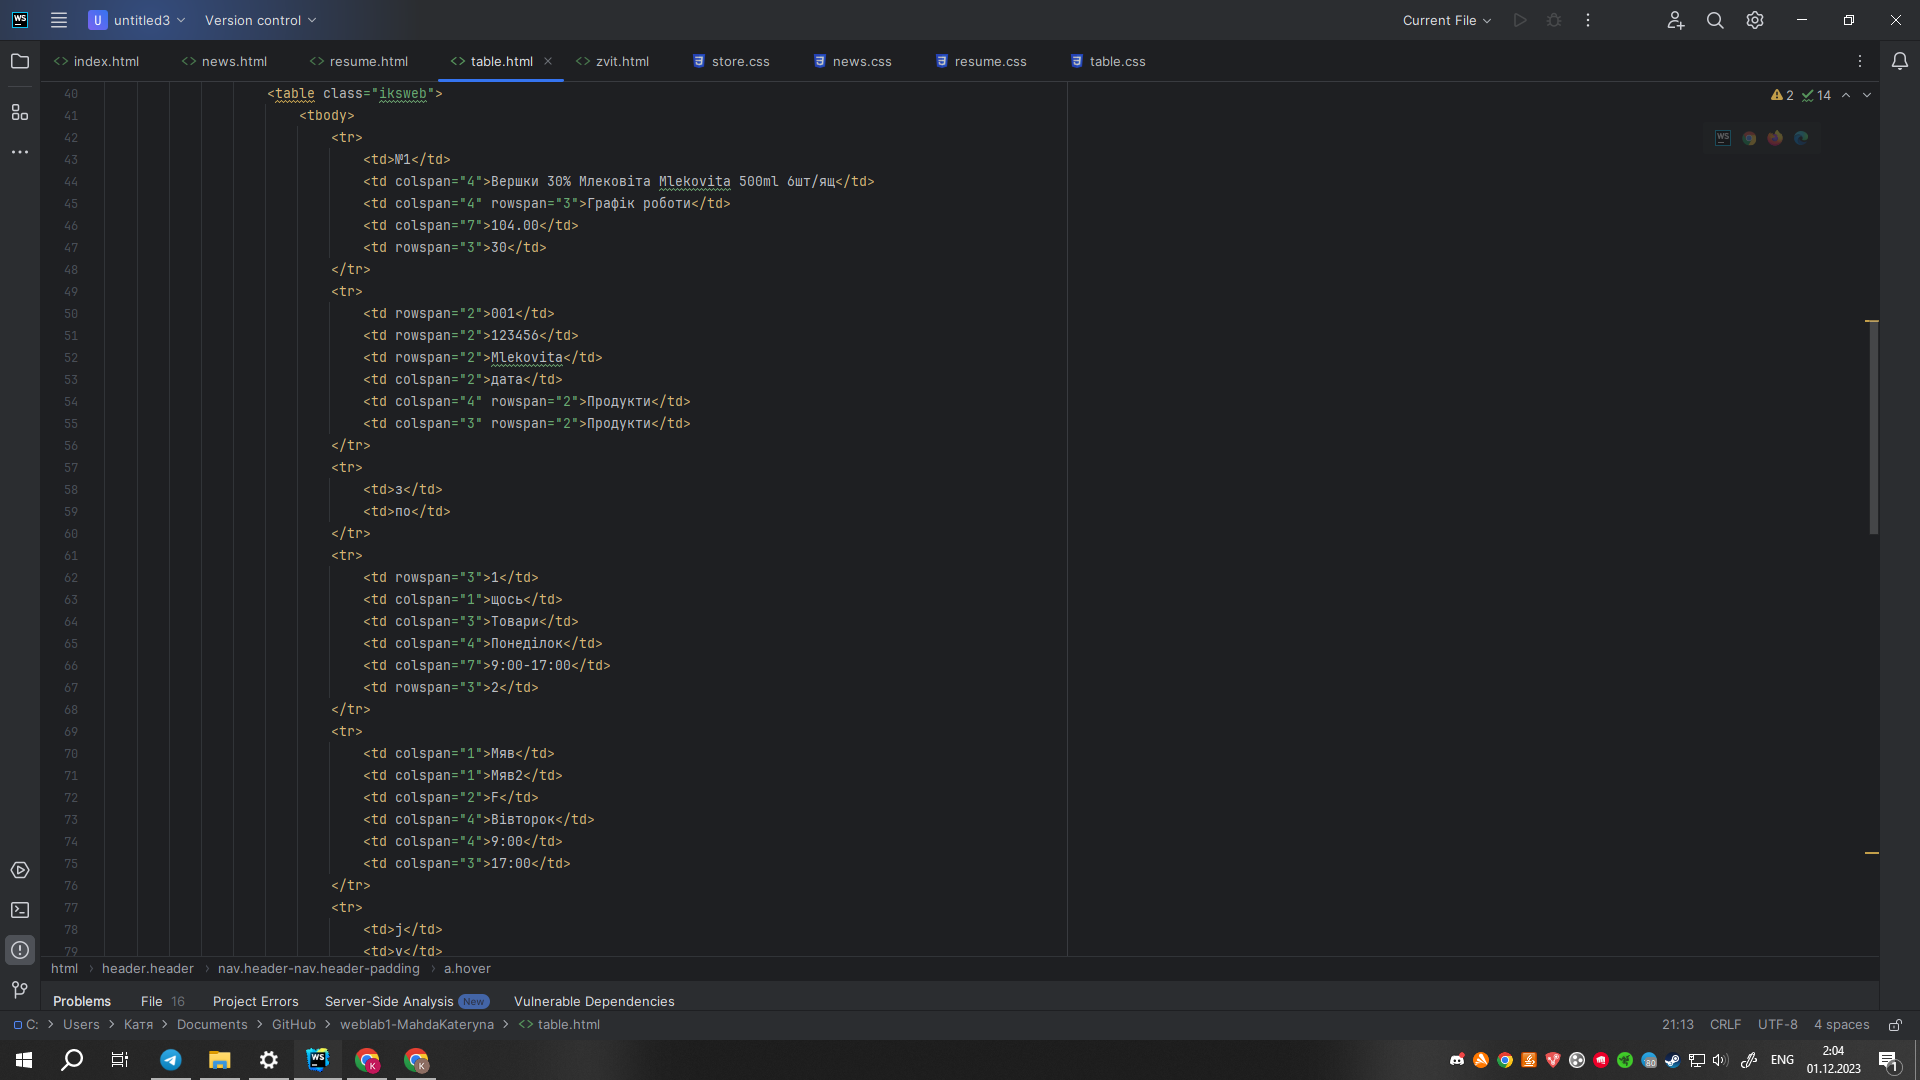 WS U untitled3 Version control Current File
index.html news.html resume.html table.html zvit.html store.css news.css resume.css table.css
2 14
40 <table class="iksweb">
41 <tbody>
42 <tr>
43 <td>№1</td>
44 <td colspan="4">Вершки 30% Млековіта Mlekovita 500ml 6шт/ящ</td>
45 <td colspan="4" rowspan="3">Графік роботи</td>
46 <td colspan="7">104.00</td>
47 <td rowspan="3">30</td>
48 </tr>
49 <tr>
50 <td rowspan="2">001</td>
51 <td rowspan="2">123456</td>
52 <td rowspan="2">Mlekovita</td>
53 <td colspan="2">дата</td>
54 <td colspan="4" rowspan="2">Продукти</td>
55 <td colspan="3" rowspan="2">Продукти</td>
56 </tr>
57 <tr>
58 <td>з</td>
59 <td>по</td>
60 </tr>
61 <tr>
62 <td rowspan="3">1</td>
63 <td colspan="1">щось</td>
64 <td colspan="3">Товари</td>
65 <td colspan="4">Понеділок</td>
66 <td colspan="7">9:00-17:00</td>
67 <td rowspan="3">2</td>
68 </tr>
69 <tr>
70 <td colspan="1">Мяв</td>
71 <td colspan="1">Мяв2</td>
72 <td colspan="2">F</td>
73 <td colspan="4">Вівторок</td>
74 <td colspan="4">9:00</td>
75 <td colspan="3">17:00</td>
76 </tr>
77 <tr>
78 <td>j</td>
79 <td>v</td>
html header.header nav.header-nav.header-padding a.hover
Problems File 16 Project Errors Server-Side Analysis New Vulnerable Dependencies
C: Users Катя Documents GitHub weblab1-MahdaKateryna table.html 21:13 CRLF UTF-8 4 spaces
ENG 2:04
01.12.2023
1